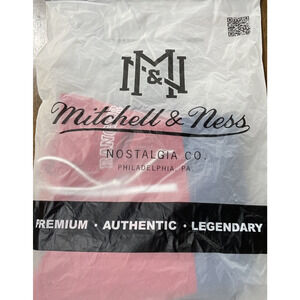 M&N
Mitchell & Ness
NOSTALGIA CO.
PHILADELPHIA, PA
PREMIUM · AUTHENTIC · LEGENDARY